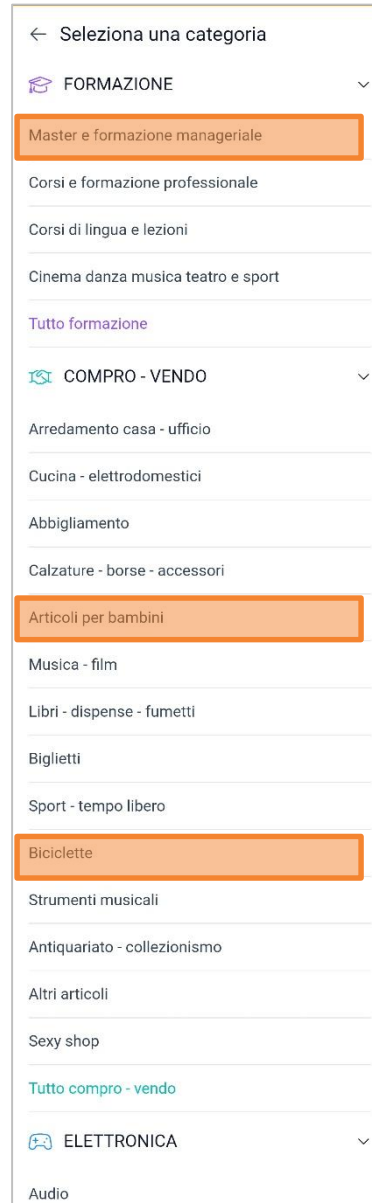 Seleziona una categoria
FORMAZIONE
Master e formazione manageriale
Corsi e formazione professionale
Corsi di lingua e lezioni
Cinema danza musica teatro e sport
Tutto formazione
COMPRO - VENDO
Arredamento casa - ufficio
Cucina - elettrodomestici
Abbigliamento
Calzature - borse - accessori
Articoli per bambini
Musica - film
Libri - dispense - fumetti
Biglietti
Sport - tempo libero
Biciclette
Strumenti musicali
Antiquariato - collezionismo
Altri articoli
Sexy shop
Tutto compro - vendo
ELETTRONICA
Audio